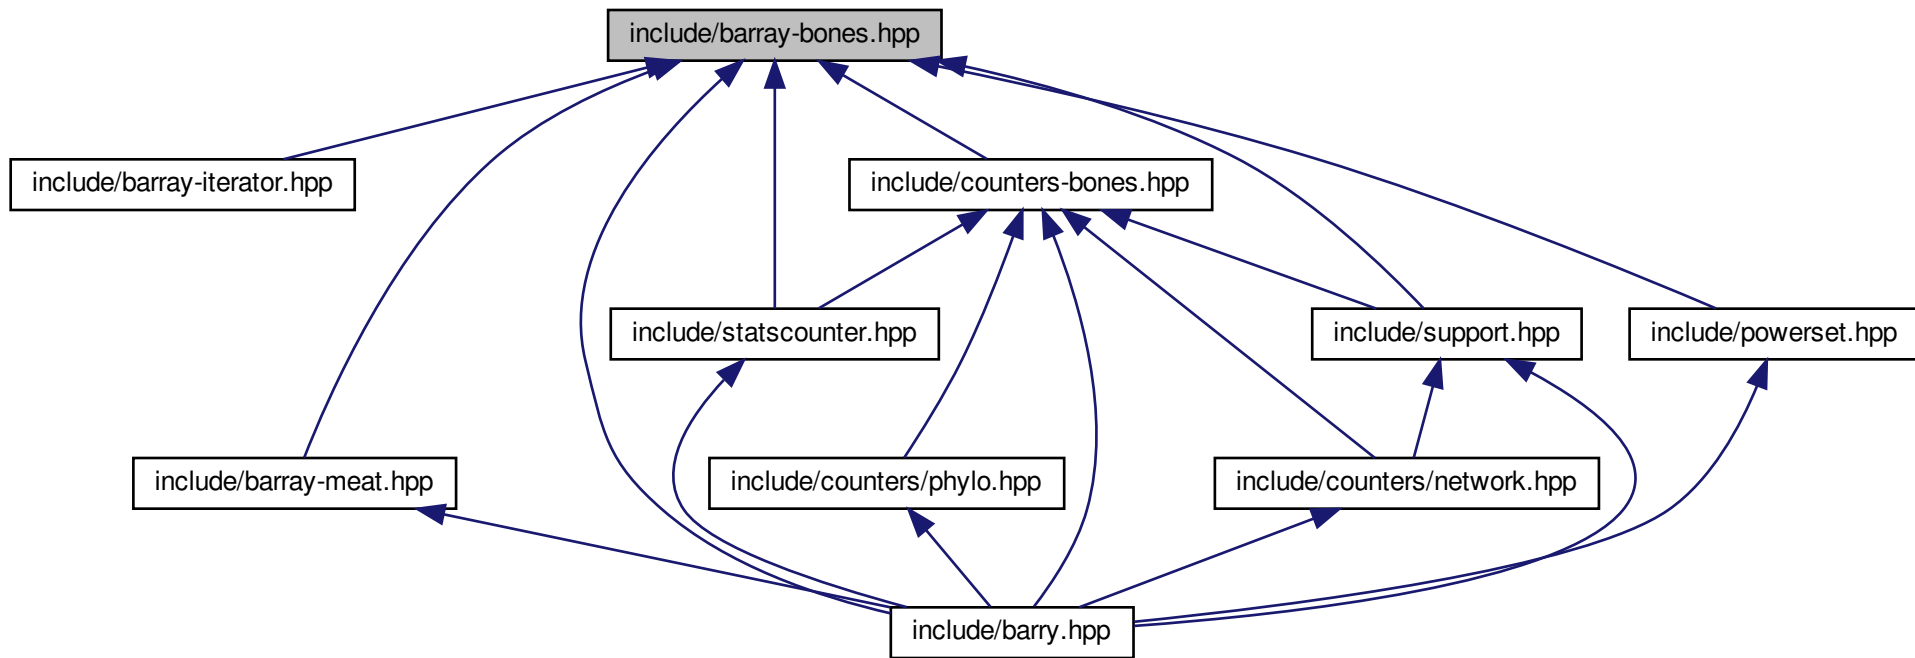 include/barray-bones.hpp
include/barray-iterator.hpp
include/counters-bones.hpp
include/statscounter.hpp
include/support.hpp
include/powerset.hpp
include/barray-meat.hpp
include/counters/phylo.hpp
include/counters/network.hpp
include/barry.hpp